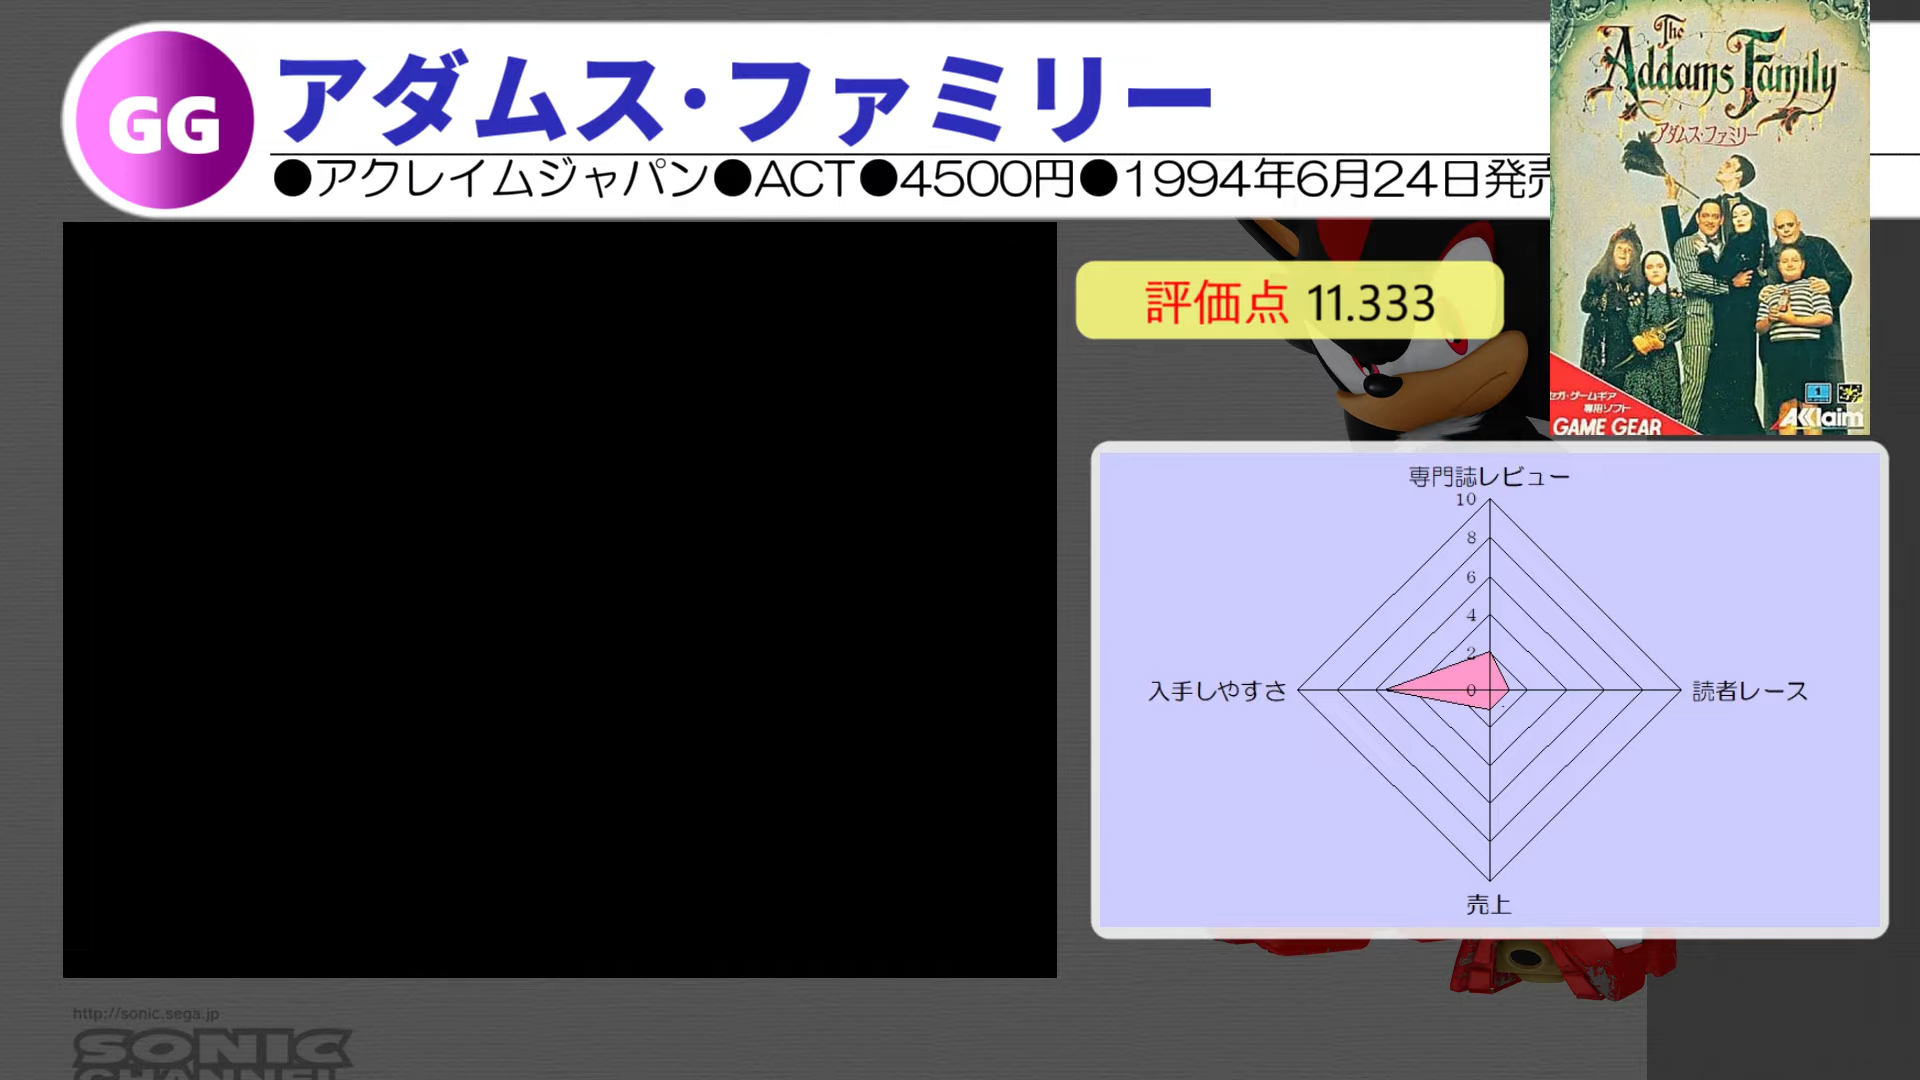 GG
アダムス・ファミリー
●アクレイムジャパン●ACT●4500円●1994年6月24日発売
The
Addams Family
アダムス・ファミリー
セガ・ゲームギア
専用ソフト
GAME GEAR
AKklaim
評価点 11.333
専門誌レビュー
10
8
6
4
2
0
入手しやすさ
読者レース
売上
http://sonic.sega.jp
SONIC
CHANNEL